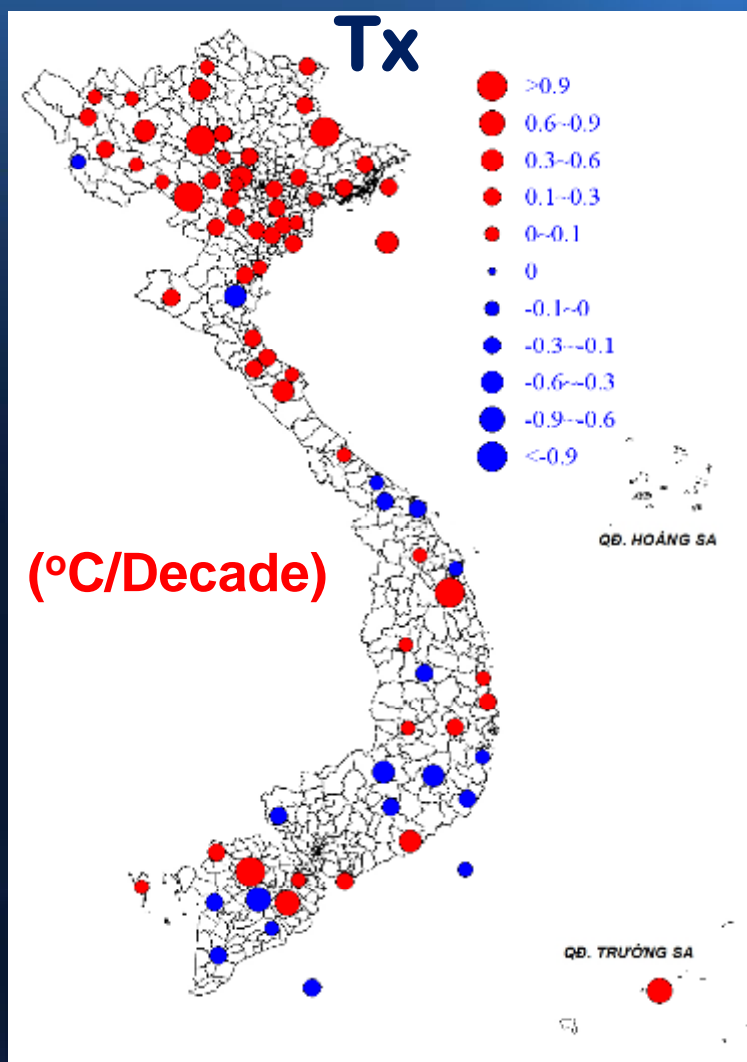 Tx
>0.9
0.6~0.9
0.3~0.6
0.1~0.3
0~0.1
0
-0.1~0
-0.3~-0.1
-0.6~-0.3
-0.9~-0.6
<-0.9
QĐ. HOÀNG SA
(°C/Decade)
QĐ. TRƯỜNG SA